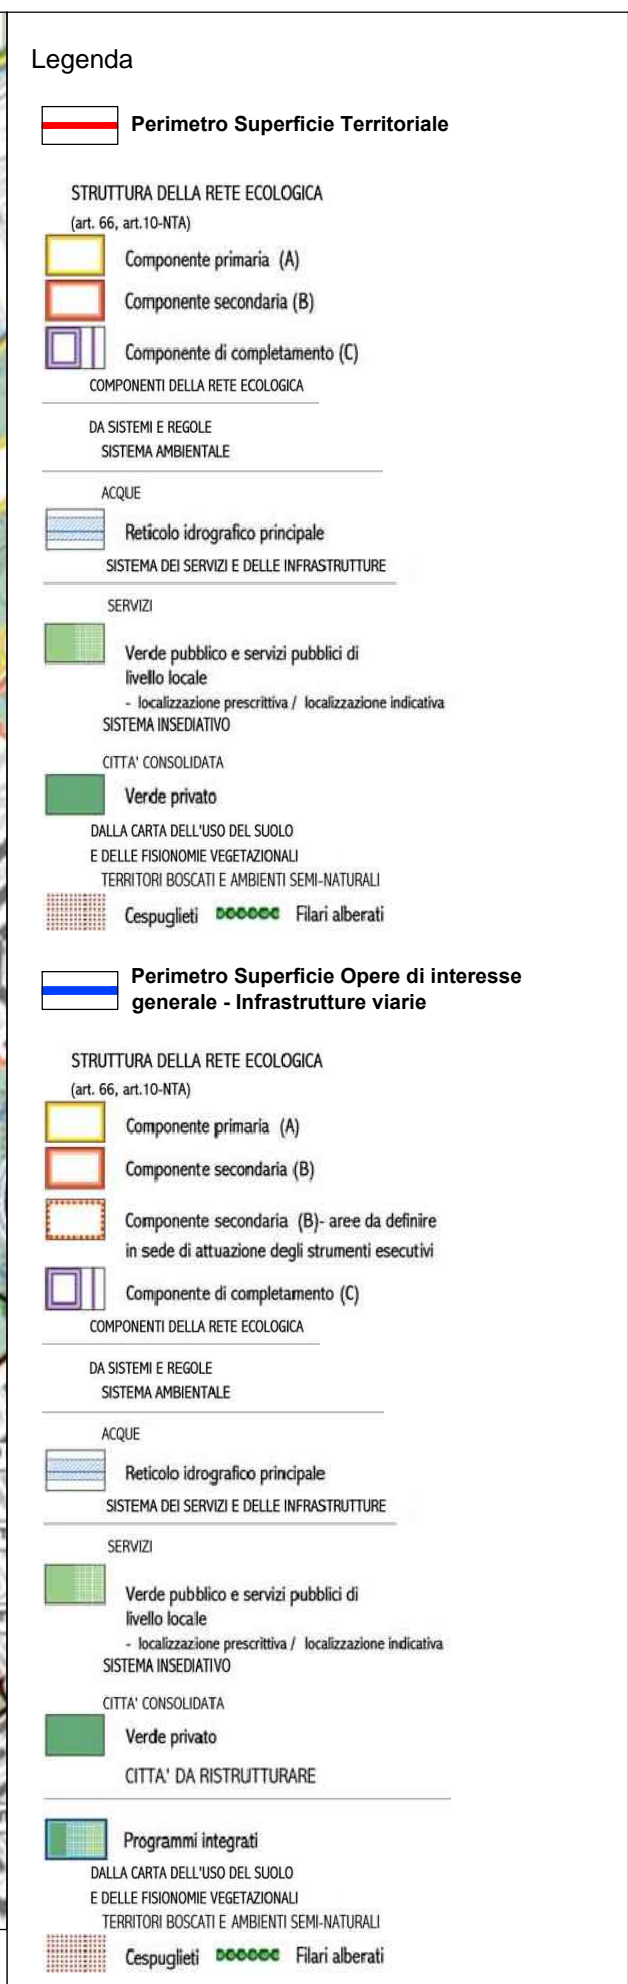 Legenda
Perimetro Superficie Territoriale
STRUTTURA DELLA RETE ECOLOGICA
(art. 66, art.10-NTA)
Componente primaria (A)
Componente secondaria (B)
Componente di completamento (C)
COMPONENTI DELLA RETE ECOLOGICA
DA SISTEMI E REGOLE
SISTEMA AMBIENTALE
ACQUE
Reticolo idrografico principale
SISTEMA DEI SERVIZI E DELLE INFRASTRUTTURE
SERVIZI
Verde pubblico e servizi pubblici di
livello locale
- localizzazione prescrittiva / localizzazione indicativa
SISTEMA INSEDIATIVO
CITTA' CONSOLIDATA
Verde privato
DALLA CARTA DELL'USO DEL SUOLO
E DELLE FISIONOMIE VEGETAZIONALI
TERRITORI BOSCATI E AMBIENTI SEMI-NATURALI
Cespuglieti Filari alberati
Perimetro Superficie Opere di interesse
generale - Infrastrutture viarie
STRUTTURA DELLA RETE ECOLOGICA
(art. 66, art.10-NTA)
Componente primaria (A)
Componente secondaria (B)
Componente secondaria (B)- aree da definire
in sede di attuazione degli strumenti esecutivi
Componente di completamento (C)
COMPONENTI DELLA RETE ECOLOGICA
DA SISTEMI E REGOLE
SISTEMA AMBIENTALE
ACQUE
Reticolo idrografico principale
SISTEMA DEI SERVIZI E DELLE INFRASTRUTTURE
SERVIZI
Verde pubblico e servizi pubblici di
livello locale
- localizzazione prescrittiva / localizzazione indicativa
SISTEMA INSEDIATIVO
CITTA' CONSOLIDATA
Verde privato
CITTA' DA RISTRUTTURARE
Programmi integrati
DALLA CARTA DELL'USO DEL SUOLO
E DELLE FISIONOMIE VEGETAZIONALI
TERRITORI BOSCATI E AMBIENTI SEMI-NATURALI
Cespuglieti Filari alberati